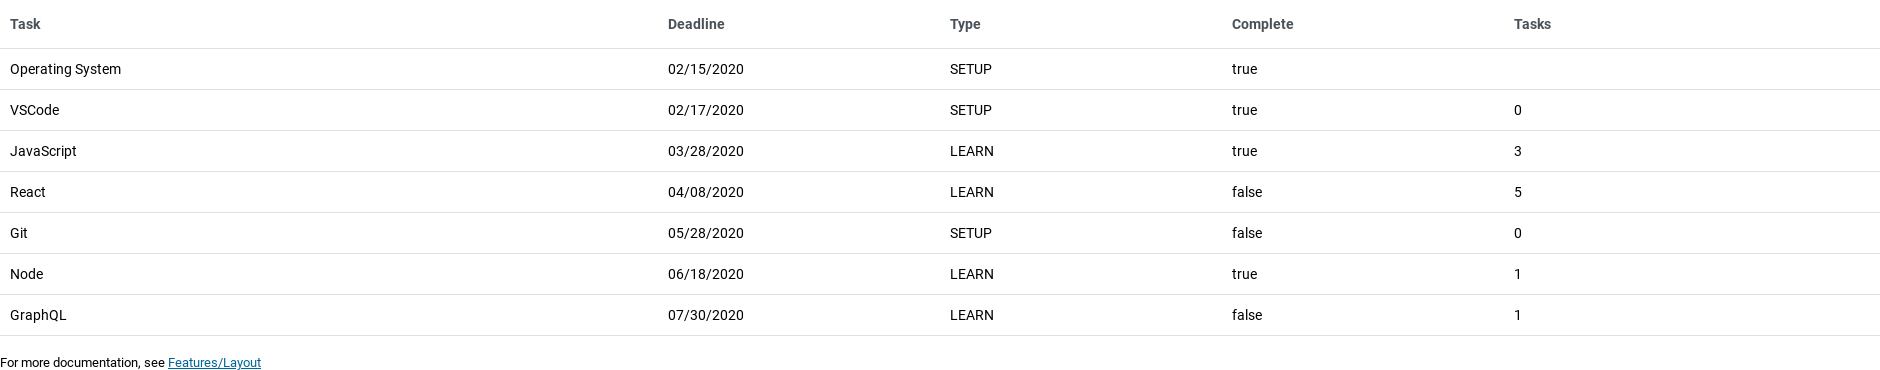 Task Deadline Type Complete Tasks
Operating System 02/15/2020 SETUP true
VSCode 02/17/2020 SETUP true 0
JavaScript 03/28/2020 LEARN true 3
React 04/08/2020 LEARN false 5
Git 05/28/2020 SETUP false 0
Node 06/18/2020 LEARN true 1
GraphQL 07/30/2020 LEARN false 1
For more documentation, see Features/Layout